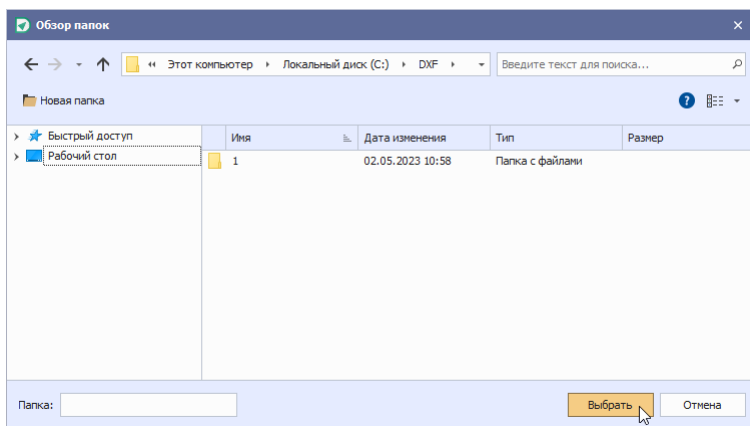 Обзор папок
Этот компьютер Локальный диск (C:) DXF Введите текст для поиска...
Новая папка
Быстрый доступ
Рабочий стол
Имя Дата изменения Тип Размер
1 02.05.2023 10:58 Папка с файлами
Папка: Выбрать Отмена